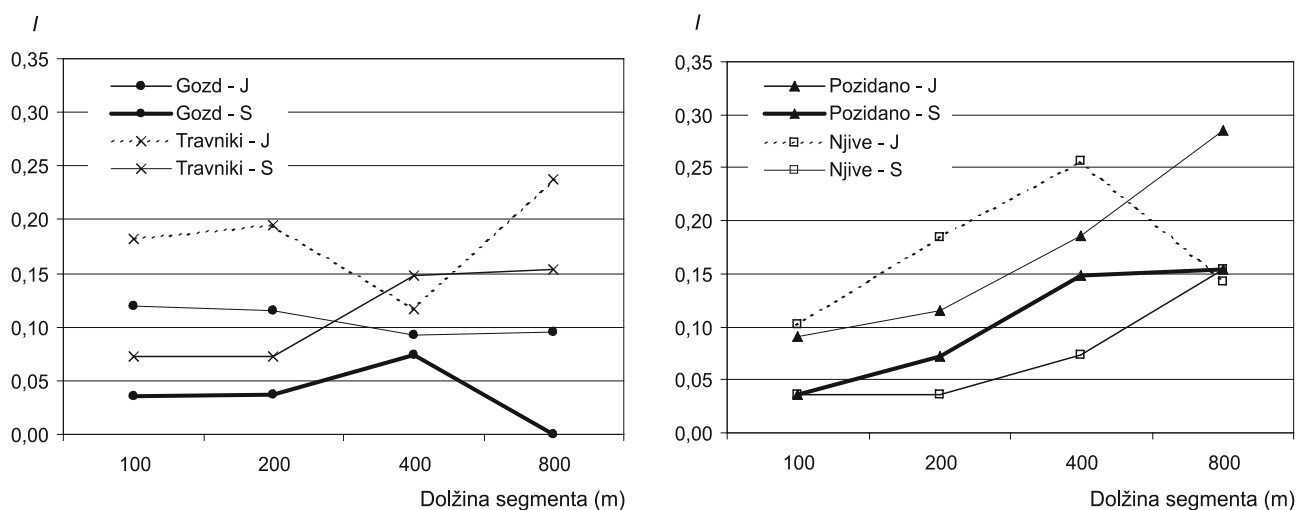 I
0,35
0,30
0,25
0,20
0,15
0,10
0,05
0,00
Gozd - J
Gozd - S
Travniki - J
Travniki - S
100 200 400 800
Dolžina segmenta (m)
I
0,35
0,30
0,25
0,20
0,15
0,10
0,05
0,00
Pozidano - J
Pozidano - S
Njive - J
Njive - S
100 200 400 800
Dolžina segmenta (m)